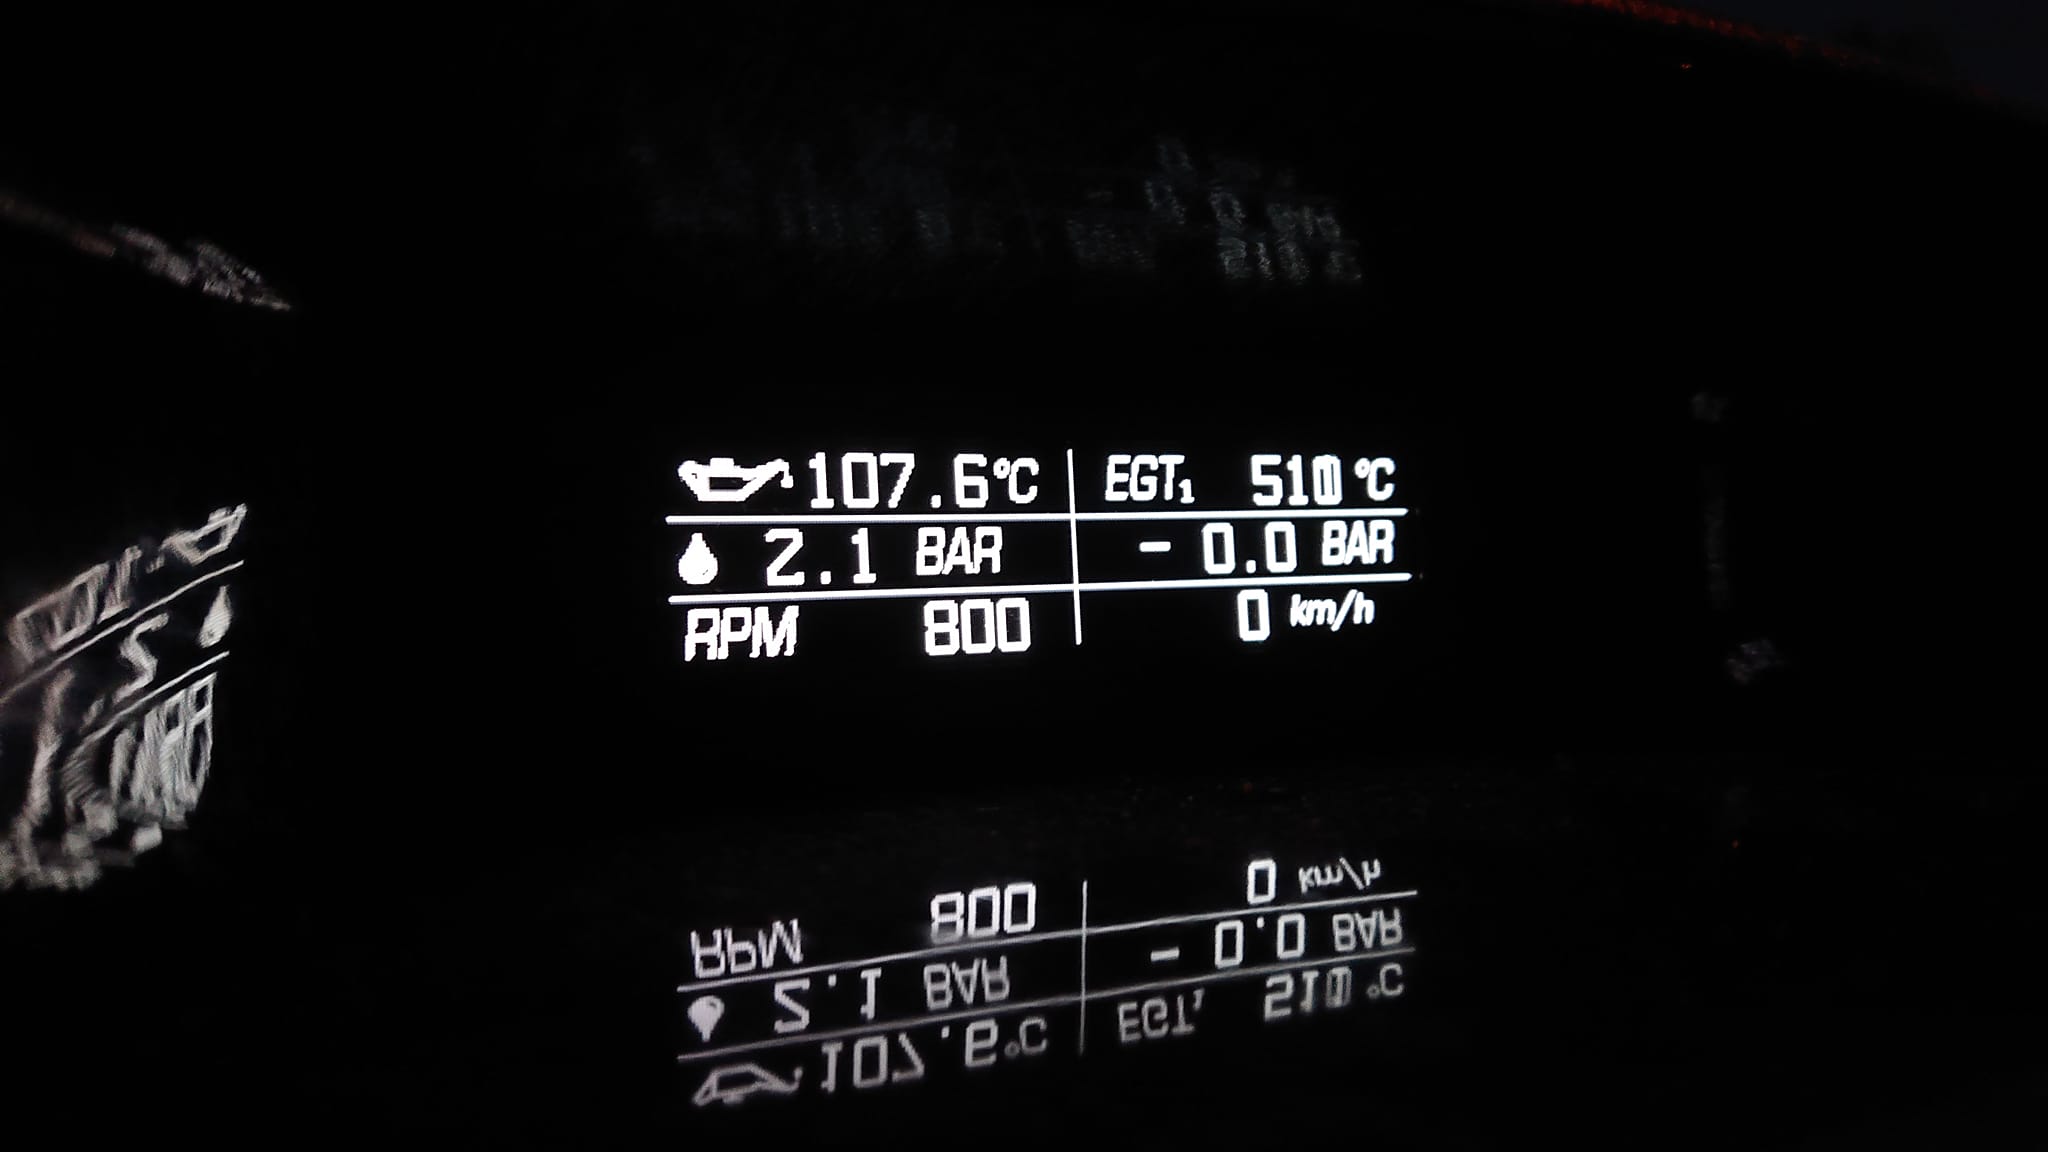 107.6°C EGT₁ 510 °C
2.1 BAR - 0.0 BAR
RPM 800 0 km/h